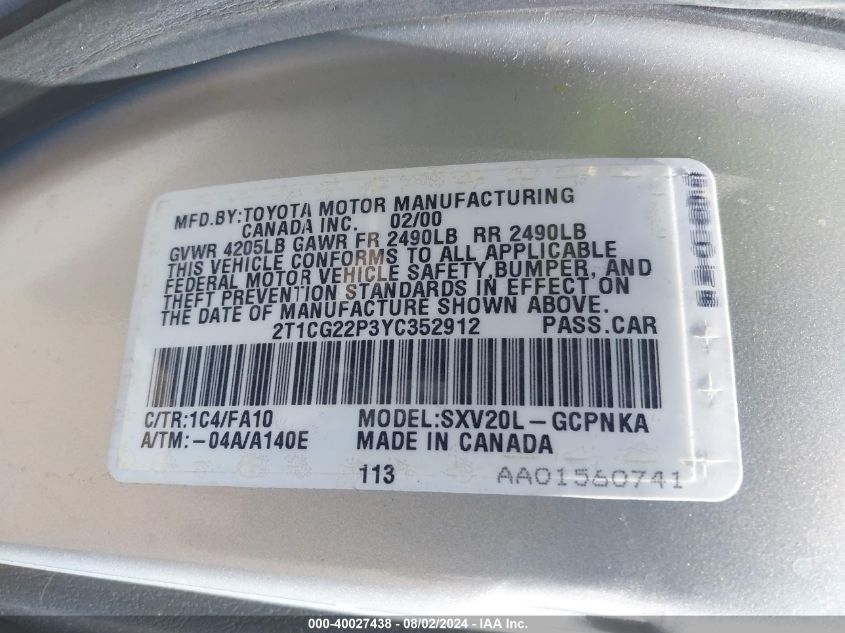 MFD.BY:TOYOTA MOTOR MANUFACTURING
CANADA INC. 02/00
GVWR 4205LB GAWR FR 2490LB RR 2490LB
THIS VEHICLE CONFORMS TO ALL APPLICABLE
FEDERAL MOTOR VEHICLE SAFETY,BUMPER, AND
THEFT PREVENTION STANDARDS IN EFFECT ON
THE DATE OF MANUFACTURE SHOWN ABOVE.
2T1CG22P3YC352912 PASS.CAR
C/TR:1C4/FA10 MODEL:SXV20L-GCPNKA
A/TM:-04A/A140E MADE IN CANADA
113 AA01560741
000-40027438 - 08/02/2024 - IAA Inc.